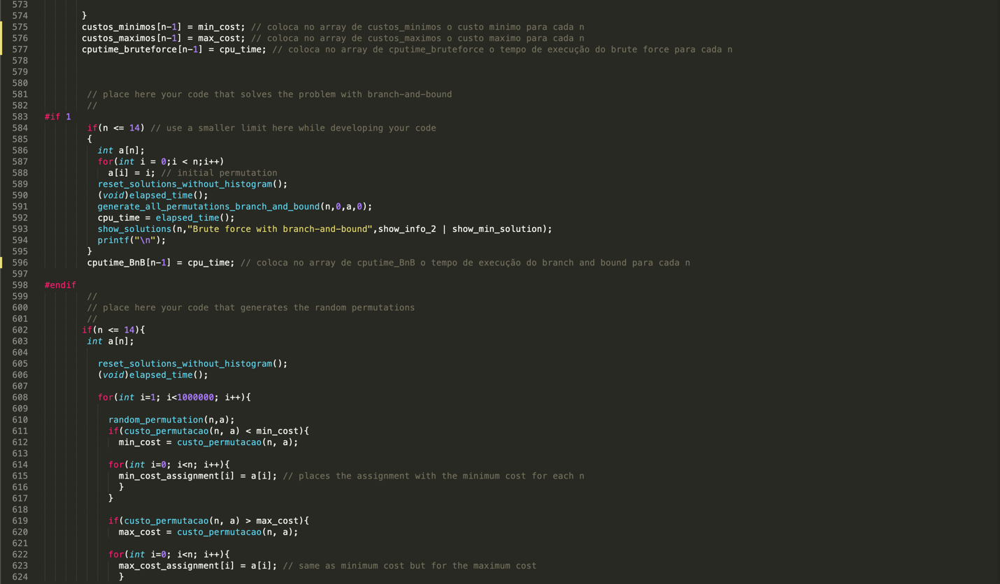 573
574 }
575 custos_minimos[n-1] = min_cost; // coloca no array de custos_minimos o custo minimo para cada n
576 custos_maximos[n-1] = max_cost; // coloca no array de custos_maximos o custo maximo para cada n
577 cputime_bruteforce[n-1] = cpu_time; // coloca no array de cputime_bruteforce o tempo de execução do brute force para cada n
578
579
580
581 // place here your code that solves the problem with branch-and-bound
582 //
583 #if 1
584 if(n <= 14) // use a smaller limit here while developing your code
585 {
586 int a[n];
587 for(int i = 0;i < n;i++)
588 a[i] = i; // initial permutation
589 reset_solutions_without_histogram();
590 (void)elapsed_time();
591 generate_all_permutations_branch_and_bound(n,0,a,0);
592 cpu_time = elapsed_time();
593 show_solutions(n,"Brute force with branch-and-bound",show_info_2 | show_min_solution);
594 printf("\n");
595 }
596 cputime_BnB[n-1] = cpu_time; // coloca no array de cputime_BnB o tempo de execução do branch and bound para cada n
597
598 #endif
599 //
600 // place here your code that generates the random permutations
601 //
602 if(n <= 14){
603 int a[n];
604
605 reset_solutions_without_histogram();
606 (void)elapsed_time();
607
608 for(int i=1; i<1000000; i++){
609
610 random_permutation(n,a);
611 if(custo_permutacao(n, a) < min_cost){
612 min_cost = custo_permutacao(n, a);
613
614 for(int i=0; i<n; i++){
615 min_cost_assignment[i] = a[i]; // places the assignment with the minimum cost for each n
616 }
617 }
618
619 if(custo_permutacao(n, a) > max_cost){
620 max_cost = custo_permutacao(n, a);
621
622 for(int i=0; i<n; i++){
623 max_cost_assignment[i] = a[i]; // same as minimum cost but for the maximum cost
624 }